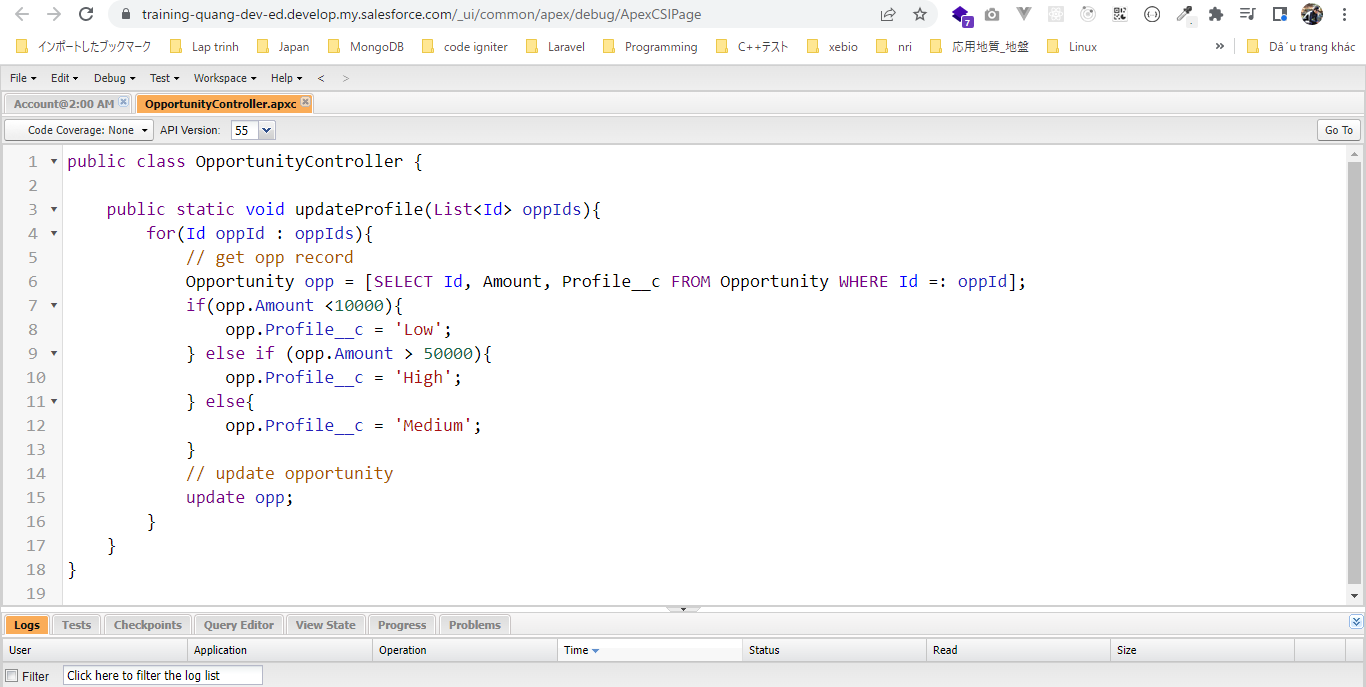 training-quang-dev-ed.develop.my.salesforce.com/_ui/common/apex/debug/ApexCSIPage
7
インポートしたブックマーク Lap trinh Japan MongoDB code igniter Laravel Programming C++テスト xebio nri 応用地質_地盤 Linux » Dấu trang khác
File Edit Debug Test Workspace Help < >
Account@2:00 AM OpportunityController.apxc
Code Coverage: None API Version: 55 Go To
1 public class OpportunityController {
2
3 public static void updateProfile(List<Id> oppIds){
4 for(Id oppId : oppIds){
5 // get opp record
6 Opportunity opp = [SELECT Id, Amount, Profile__c FROM Opportunity WHERE Id =: oppId];
7 if(opp.Amount <10000){
8 opp.Profile__c = 'Low';
9 } else if (opp.Amount > 50000){
10 opp.Profile__c = 'High';
11 } else{
12 opp.Profile__c = 'Medium';
13 }
14 // update opportunity
15 update opp;
16 }
17 }
18 }
19
Logs Tests Checkpoints Query Editor View State Progress Problems
User Application Operation Time Status Read Size
Filter Click here to filter the log list